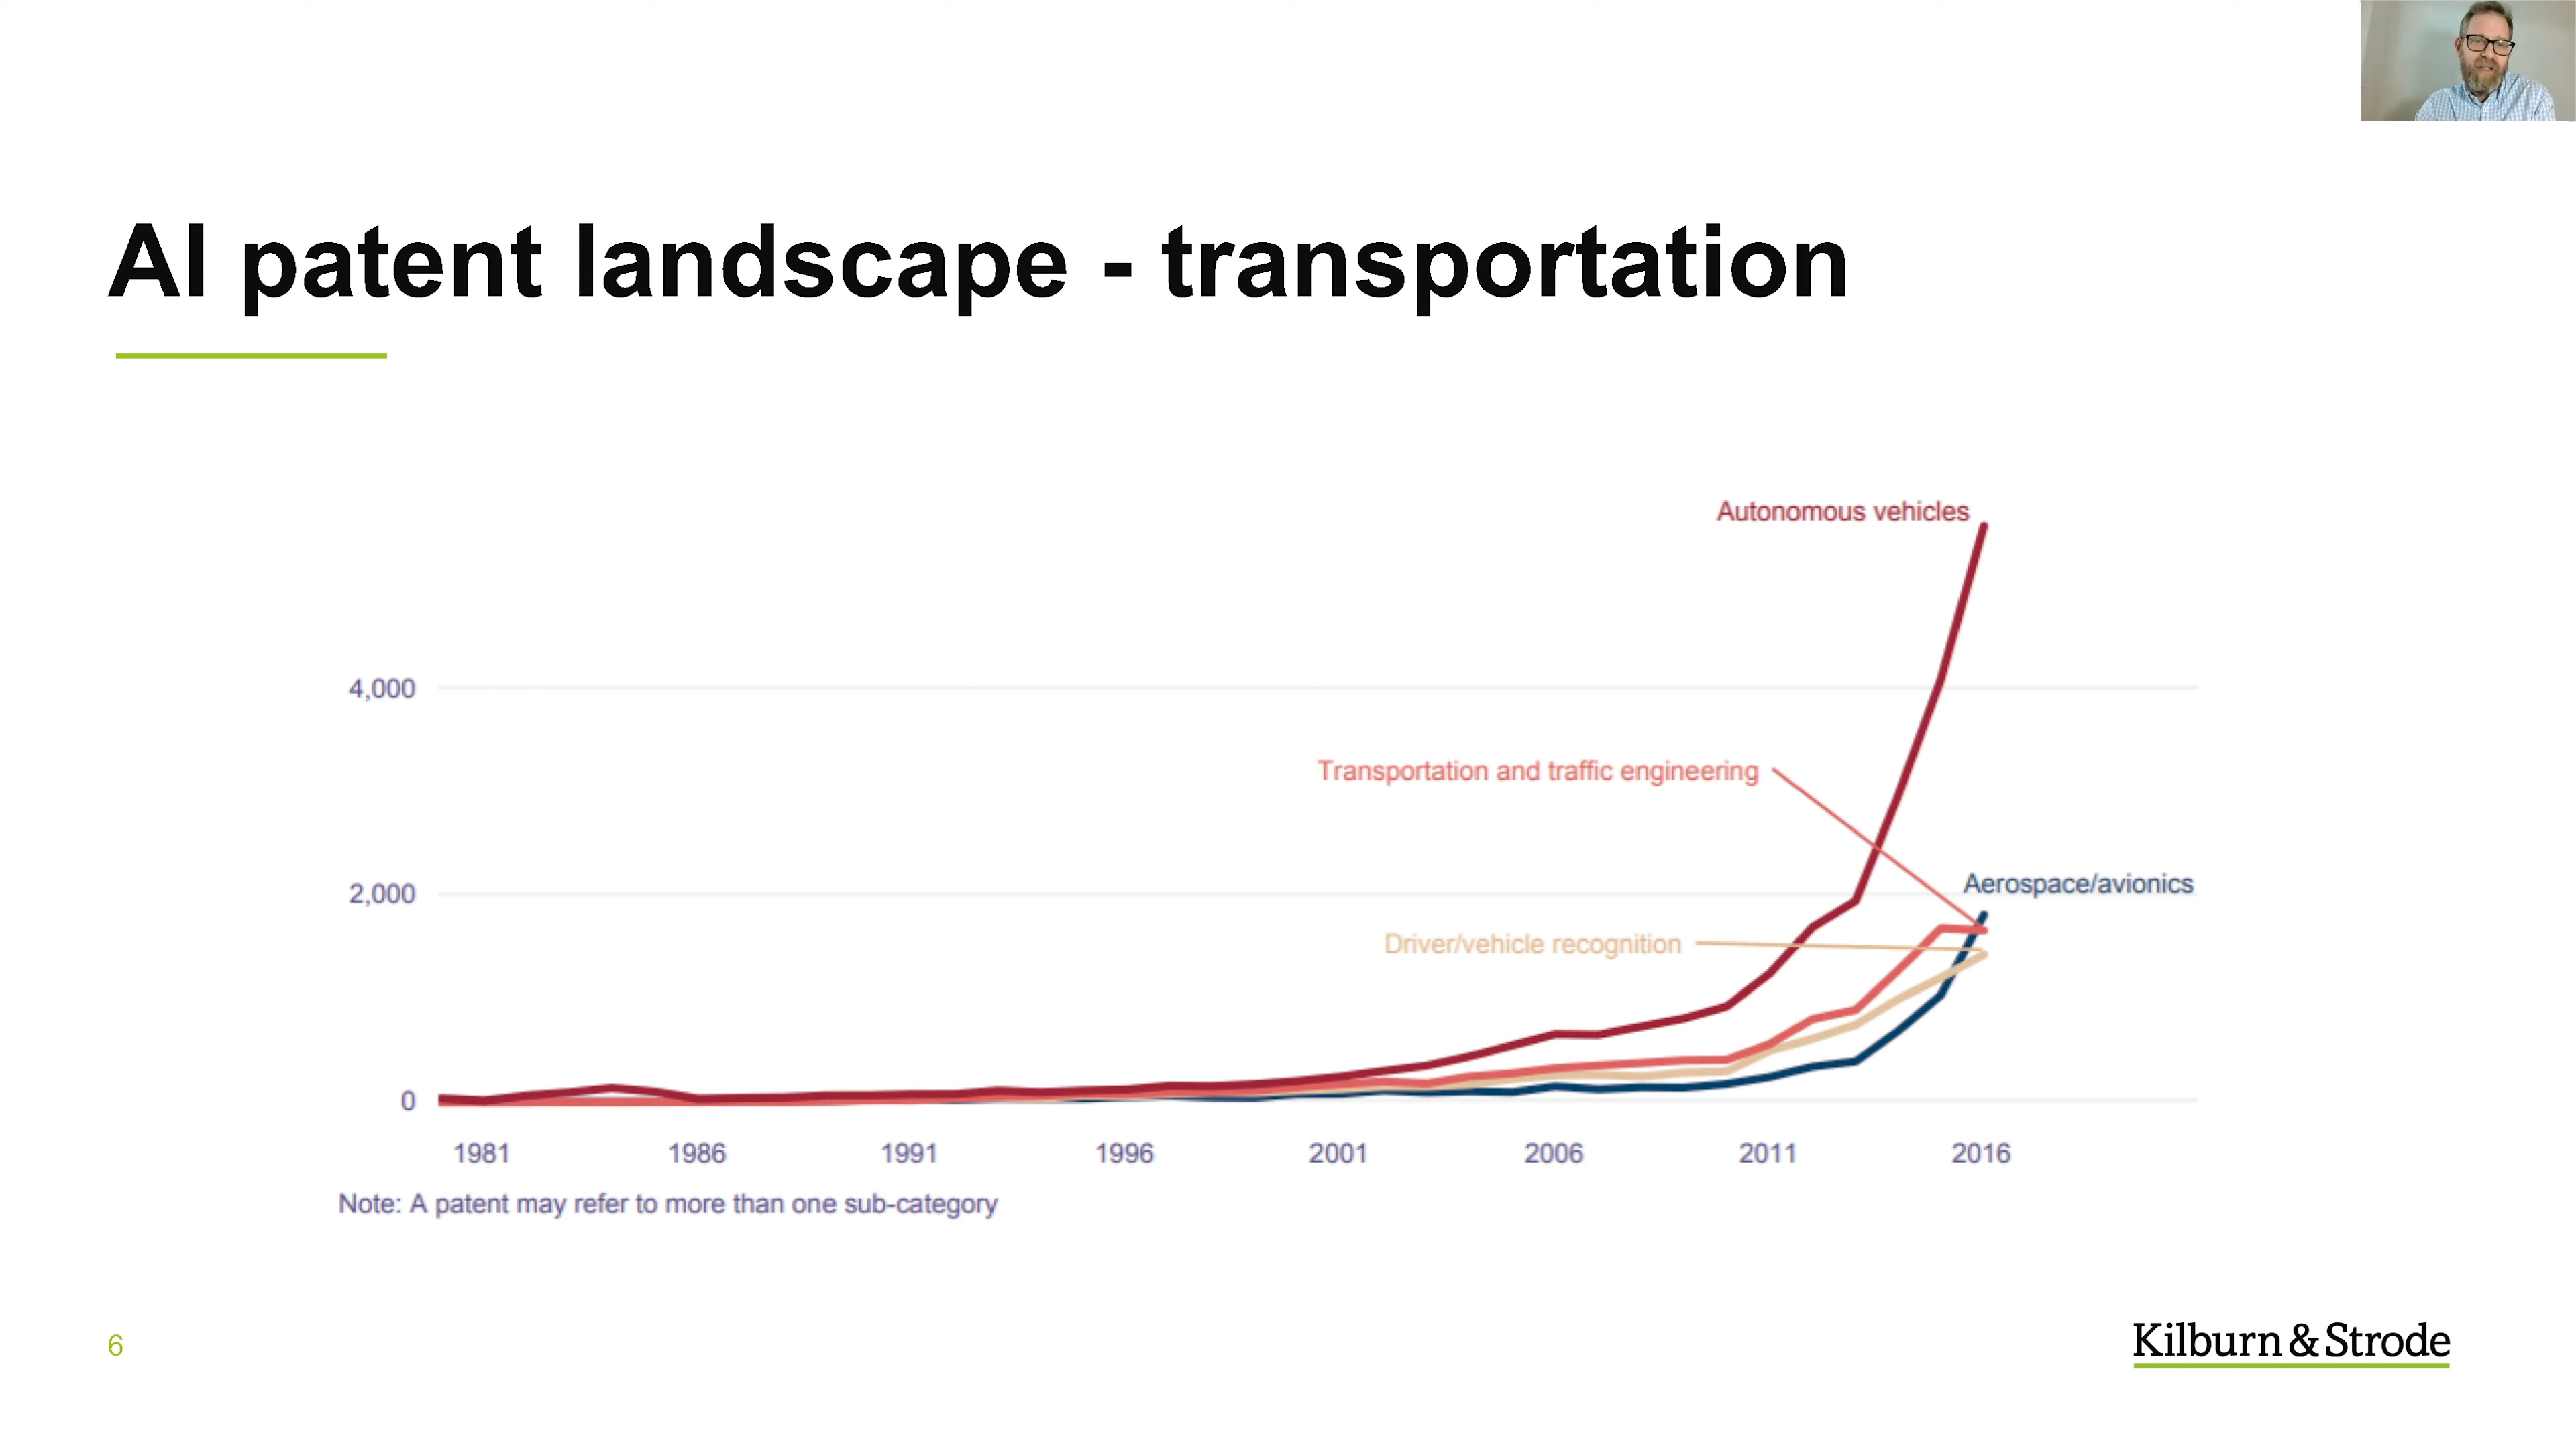 AI patent landscape - transportation
Autonomous vehicles
4,000
Transportation and traffic engineering
2,000
Aerospace/avionics
Driver/vehicle recognition
0
1981 1986 1991 1996 2001 2006 2011 2016
Note: A patent may refer to more than one sub-category
6
Kilburn & Strode